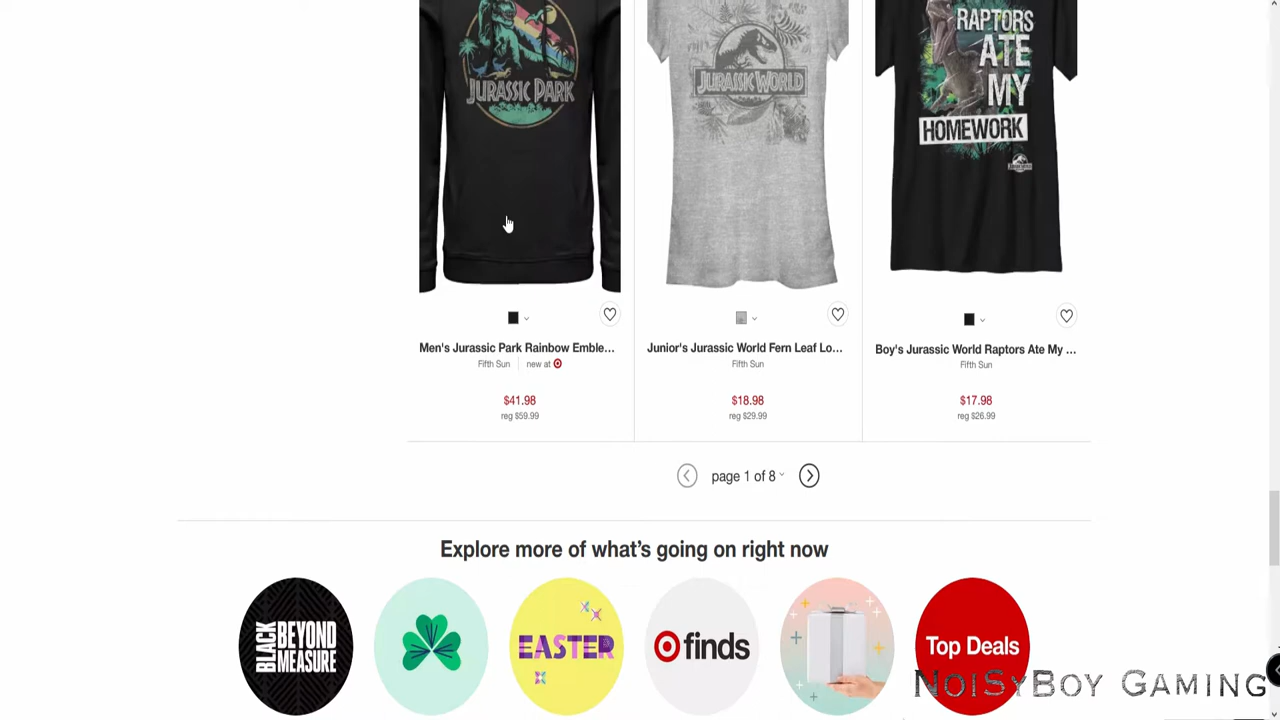 JURASSIC PARK
JURASSIC WORLD
RAPTORS
ATE
MY
HOMEWORK
Men's Jurassic Park Rainbow Emble...
Fifth Sun | new at
$41.98
reg $59.99
Junior's Jurassic World Fern Leaf Lo...
Fifth Sun
$18.98
reg $29.99
Boy's Jurassic World Raptors Ate My ...
Fifth Sun
$17.98
reg $26.99
page 1 of 8
Explore more of what's going on right now
BLACK
BEYOND
MEASURE
EASTER
finds
Top Deals
NoiSyBoy Gaming